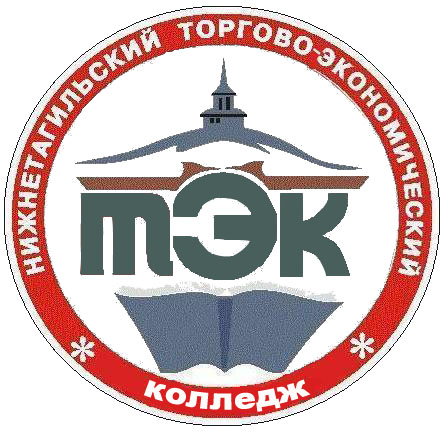 НИЖНЕТАГИЛЬСКИЙ ТОРГОВО-ЭКОНОМИЧЕСКИЙ
тэк
колледж